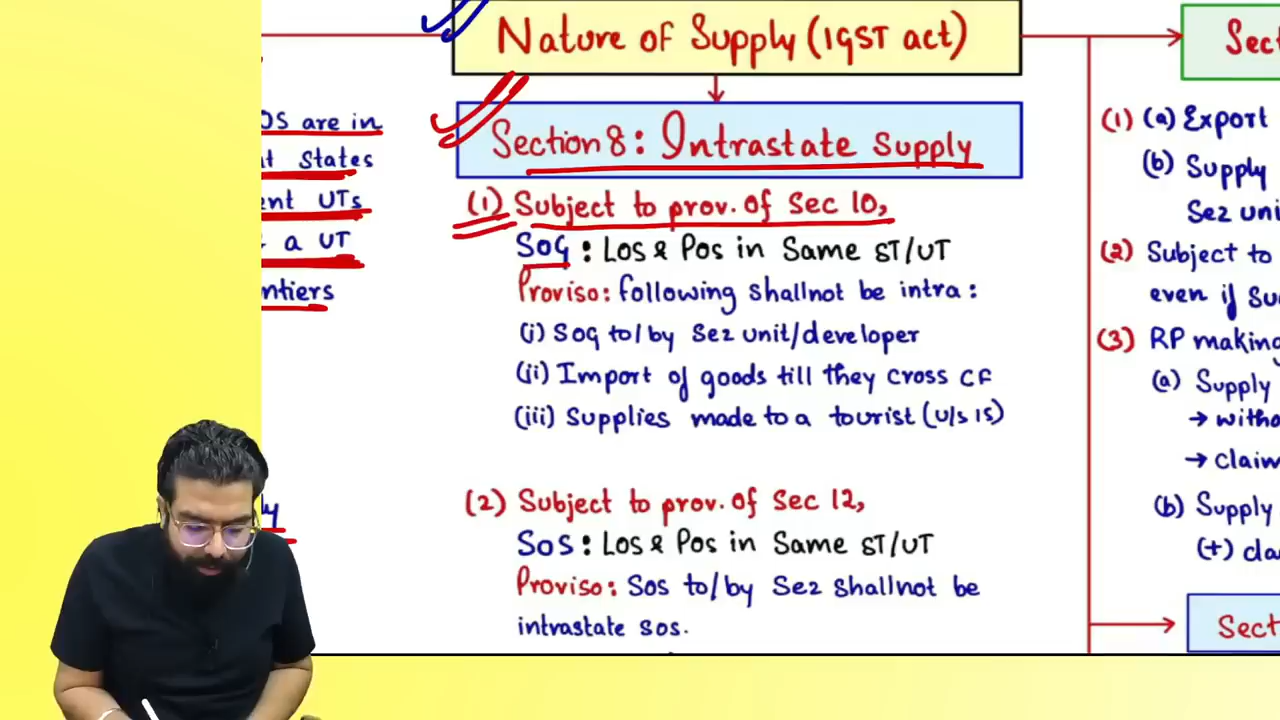 Nature of Supply (IGST act)
Section 8: Intrastate Supply
(1) Subject to prov. of Sec 10,
SOG: LOS & POS in Same ST/UT
Proviso: following shall not be intra:
(i) SOG to/by SEZ unit/developer
(ii) Import of goods till they cross CF
(iii) Supplies made to a tourist (u/s 15)
(2) Subject to prov. of Sec 12,
SOS: LOS & POS in Same ST/UT
Proviso: SOS to/by SEZ shall not be
intrastate SOS.
OS are in
nt States
ent UTs
a UT
ntiers
ly
Sect
(1) (a) Export
(b) Supply
SEZ uni
(2) Subject to
even if Su
(3) RP making
(a) Supply
→ witho
→ claim
(b) Supply
(+) cla
Sect